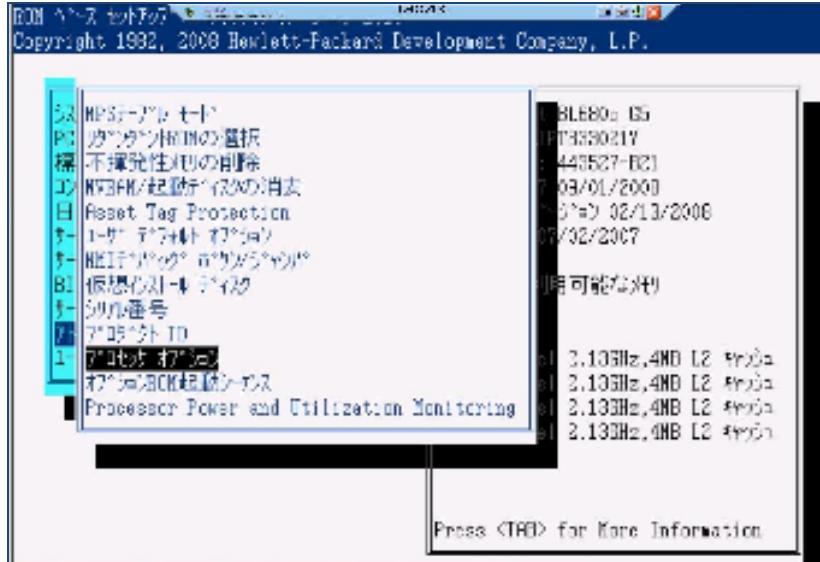 ROM ﾍﾞｰｽ ｾｯﾄｱｯﾌﾟ
Copyright 1982, 2008 Hewlett-Packard Development Company, L.P.
MPSﾃｰﾌﾞﾙ ﾓｰﾄﾞ
ﾘﾀﾞﾝﾀﾞﾝﾄROMの選択
不揮発性ﾒﾓﾘの削除
NVRAM/起動ﾃﾞｨｽｸの消去
Asset Tag Protection
ﾕｰｻﾞ ﾃﾞﾌｫﾙﾄ ｵﾌﾟｼｮﾝ
NMIﾃﾞﾊﾞｯｸﾞ ﾎﾞﾀﾝ/ｼﾞｬﾝﾊﾟ
仮想ｲﾝｽﾄｰﾙ ﾃﾞｨｽｸ
ｼﾘｱﾙ番号
ﾌﾟﾛﾀﾞｸﾄ ID
ﾌﾟﾛｾｯｻ ｵﾌﾟｼｮﾝ
ｵﾌﾟｼｮﾝROM起動ｼｰｹﾝｽ
Processor Power and Utilization Monitoring
BL680c G5
443527-B21
02/13/2008
07/02/2007
利用可能なﾒﾓﾘ
2.13GHz,4MB L2 ｷｬｯｼｭ
2.13GHz,4MB L2 ｷｬｯｼｭ
2.13GHz,4MB L2 ｷｬｯｼｭ
2.13GHz,4MB L2 ｷｬｯｼｭ
Press <TAB> for More Information